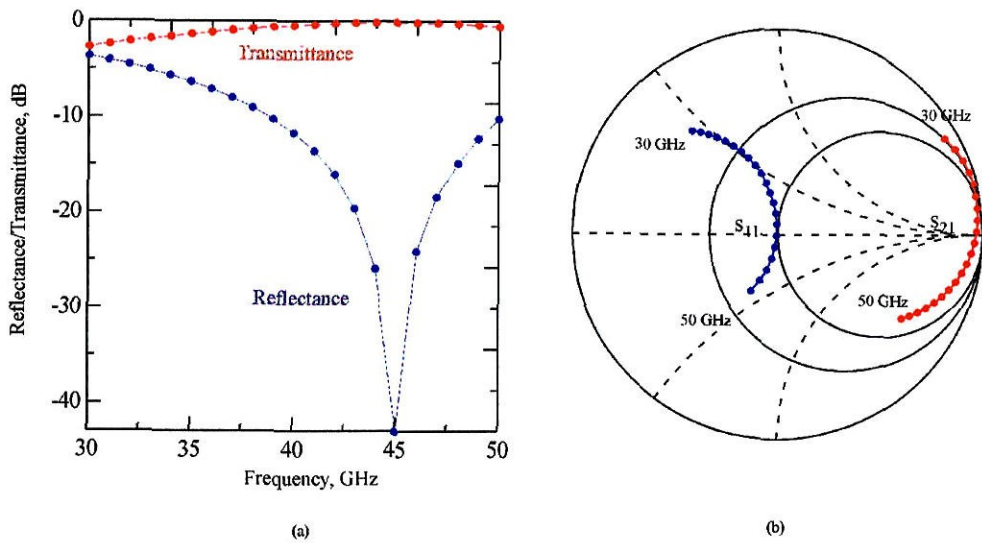 0
-10
-20
-30
-40
30
35
40
45
50
Reflectance/Transmittance, dB
Frequency, GHz
Transmittance
Reflectance
(a)
30 GHz
30 GHz
S11
S21
50 GHz
50 GHz
(b)